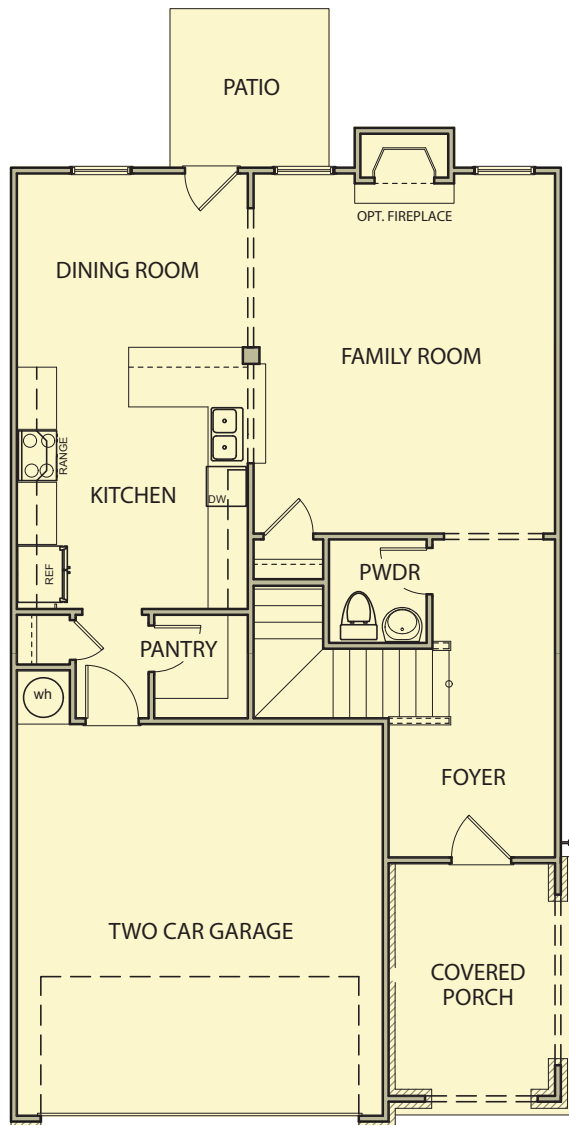 PATIO
OPT. FIREPLACE
DINING ROOM
FAMILY ROOM
RANGE
KITCHEN
DW
REF
PWDR
PANTRY
wh
FOYER
TWO CAR GARAGE
COVERED
PORCH